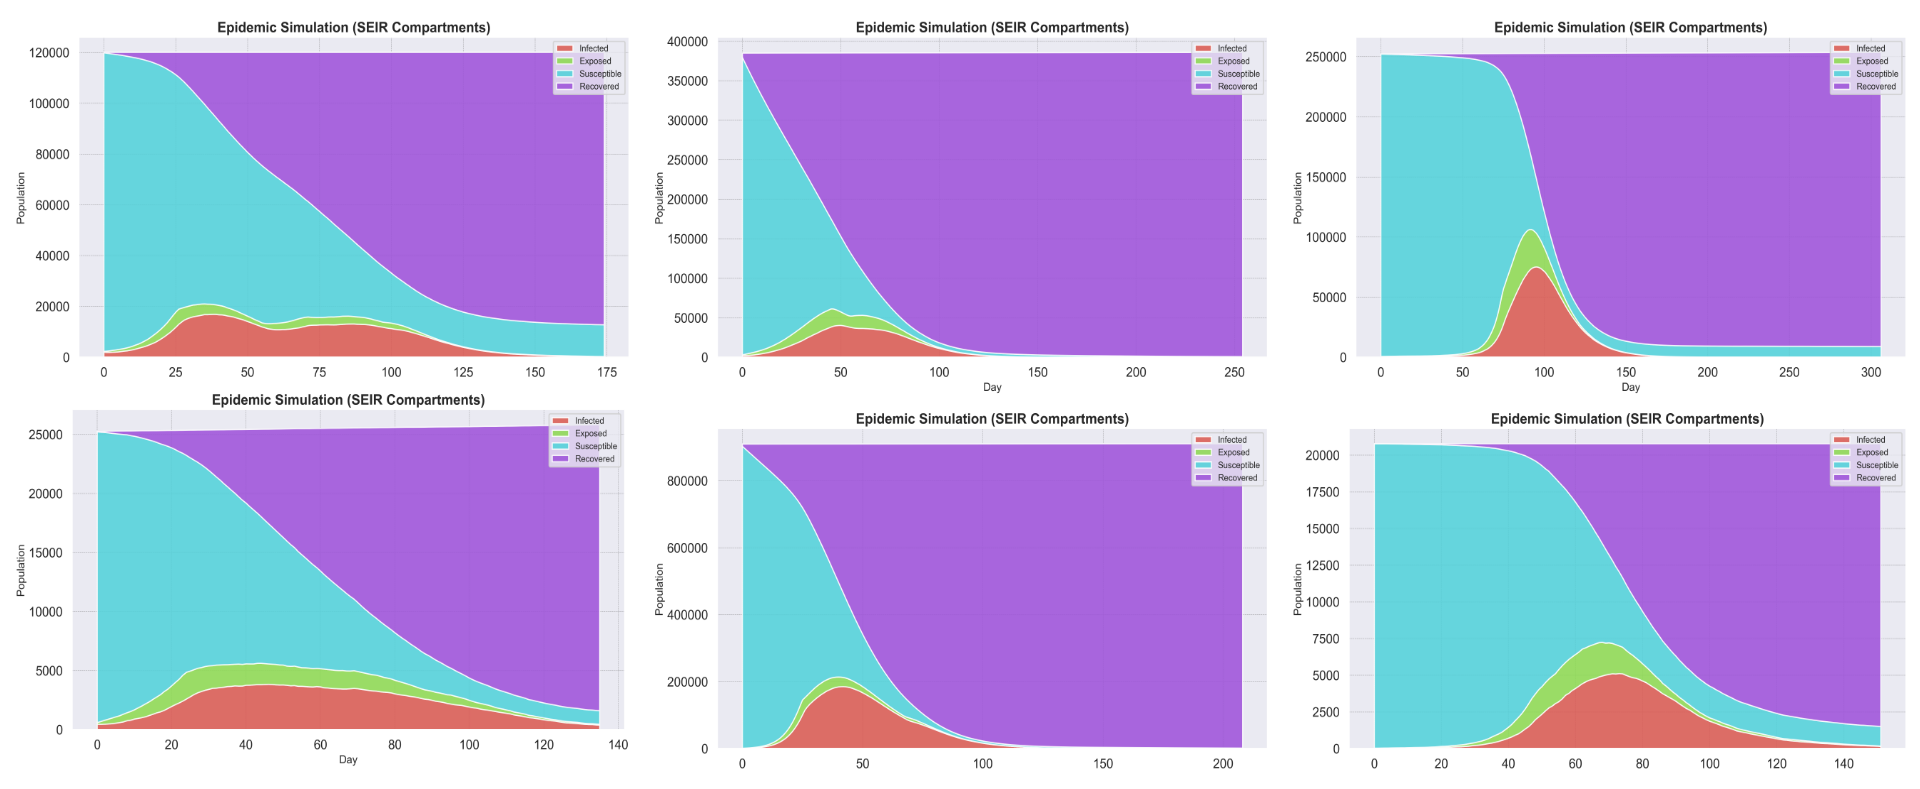 Epidemic Simulation (SEIR Compartments)
Infected
Exposed
Susceptible
Recovered
120000
100000
80000
60000
40000
20000
0
Population
0 25 50 75 100 125 150 175
Epidemic Simulation (SEIR Compartments)
Infected
Exposed
Susceptible
Recovered
400000
350000
300000
250000
200000
150000
100000
50000
0
Population
0 50 100 150 200 250
Day
Epidemic Simulation (SEIR Compartments)
Infected
Exposed
Susceptible
Recovered
250000
200000
150000
100000
50000
0
Population
0 50 100 150 200 250 300
Day
Epidemic Simulation (SEIR Compartments)
Infected
Exposed
Susceptible
Recovered
25000
20000
15000
10000
5000
0
Population
0 20 40 60 80 100 120 140
Day
Epidemic Simulation (SEIR Compartments)
Infected
Exposed
Susceptible
Recovered
800000
600000
400000
200000
0
Population
0 50 100 150 200
Epidemic Simulation (SEIR Compartments)
Infected
Exposed
Susceptible
Recovered
20000
17500
15000
12500
10000
7500
5000
2500
0
Population
0 20 40 60 80 100 120 140